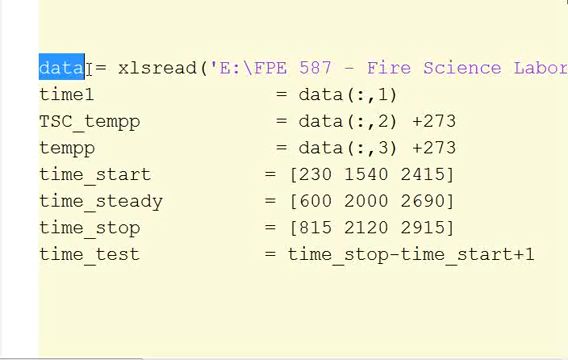 data = xlsread('E:\FPE 587 - Fire Science Labor
time1 = data(:,1)
TSC_tempp = data(:,2) +273
tempp = data(:,3) +273
time_start = [230 1540 2415]
time_steady = [600 2000 2690]
time_stop = [815 2120 2915]
time_test = time_stop-time_start+1